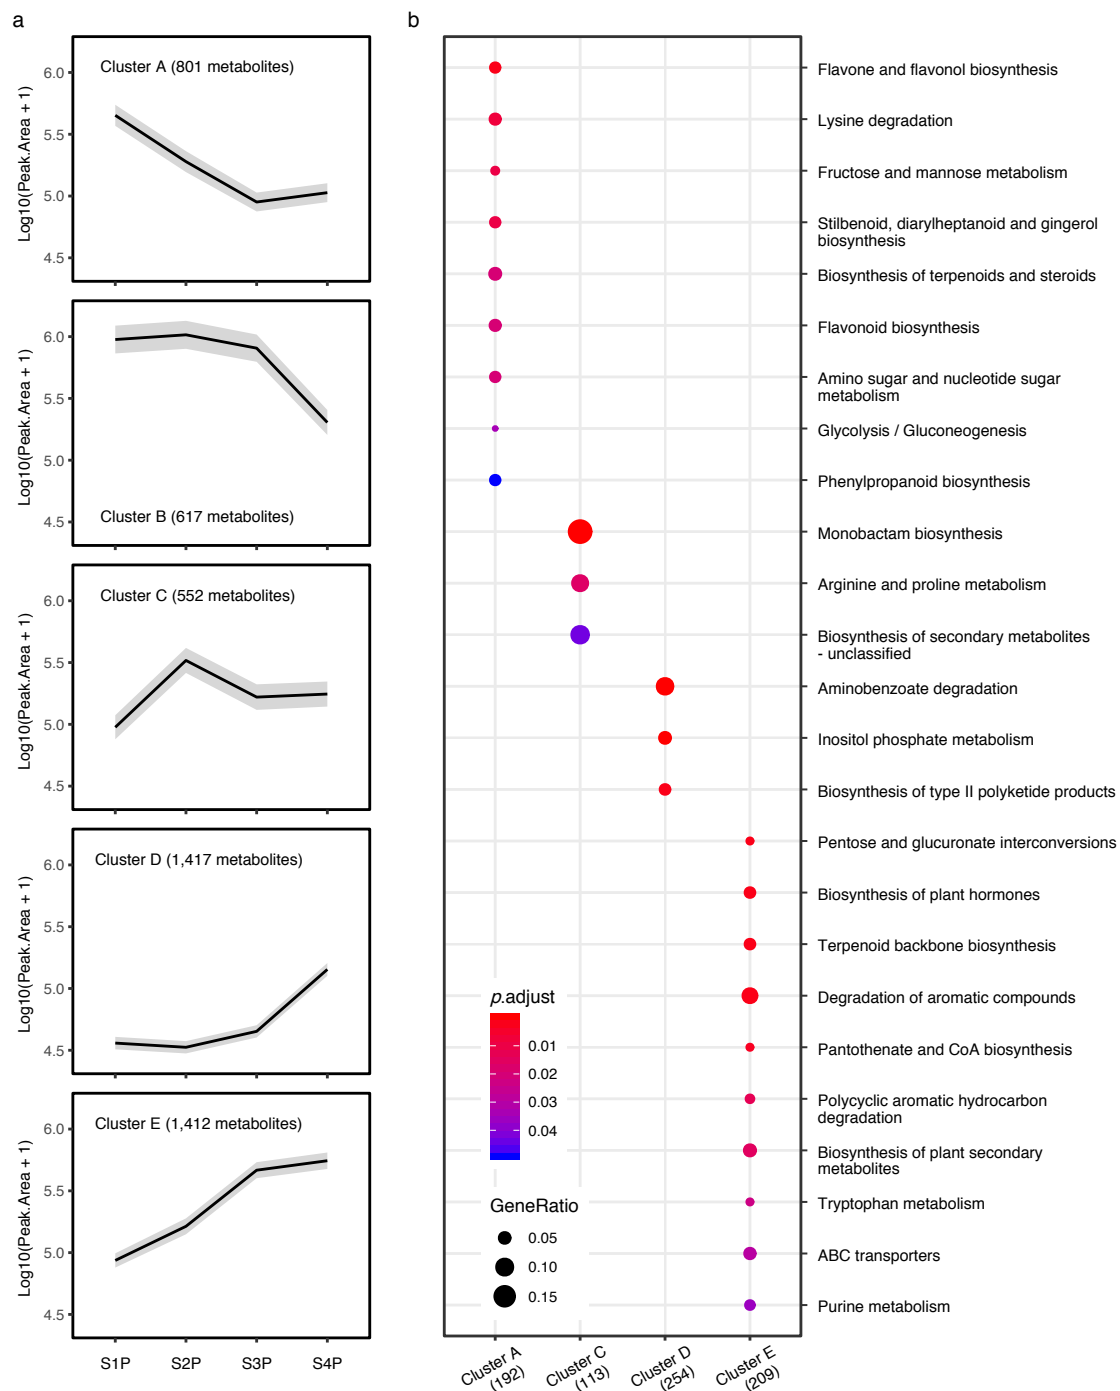 a
Log10(Peak.Area + 1)
6.0
5.5
5.0
4.5
Cluster A (801 metabolites)
Log10(Peak.Area + 1)
6.0
5.5
5.0
4.5
Cluster B (617 metabolites)
Log10(Peak.Area + 1)
6.0
5.5
5.0
4.5
Cluster C (552 metabolites)
Log10(Peak.Area + 1)
6.0
5.5
5.0
4.5
Cluster D (1,417 metabolites)
Log10(Peak.Area + 1)
6.0
5.5
5.0
4.5
Cluster E (1,412 metabolites)
S1P
S2P
S3P
S4P
b
Flavone and flavonol biosynthesis
Lysine degradation
Fructose and mannose metabolism
Stilbenoid, diarylheptanoid and gingerol
biosynthesis
Biosynthesis of terpenoids and steroids
Flavonoid biosynthesis
Amino sugar and nucleotide sugar
metabolism
Glycolysis / Gluconeogenesis
Phenylpropanoid biosynthesis
Monobactam biosynthesis
Arginine and proline metabolism
Biosynthesis of secondary metabolites
- unclassified
Aminobenzoate degradation
Inositol phosphate metabolism
Biosynthesis of type II polyketide products
Pentose and glucuronate interconversions
Biosynthesis of plant hormones
Terpenoid backbone biosynthesis
Degradation of aromatic compounds
Pantothenate and CoA biosynthesis
Polycyclic aromatic hydrocarbon
degradation
Biosynthesis of plant secondary
metabolites
Tryptophan metabolism
ABC transporters
Purine metabolism
p.adjust
0.01
0.02
0.03
0.04
GeneRatio
0.05
0.10
0.15
Cluster A
(192)
Cluster C
(113)
Cluster D
(254)
Cluster E
(209)